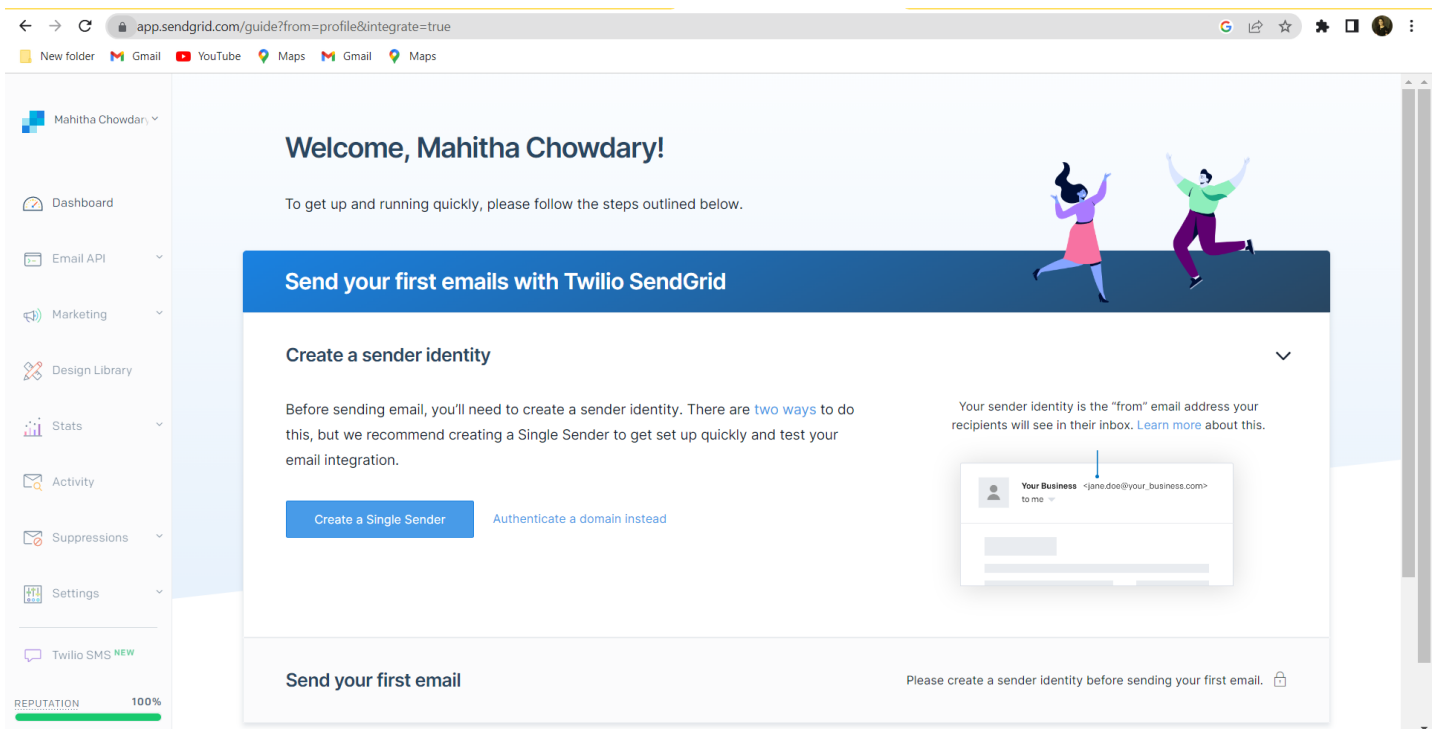 app.sendgrid.com/guide?from=profile&integrate=true
New folder Gmail YouTube Maps Gmail Maps
Mahitha Chowdary
Dashboard
Email API
Marketing
Design Library
Stats
Activity
Suppressions
Settings
Twilio SMS NEW
REPUTATION 100%
Welcome, Mahitha Chowdary!
To get up and running quickly, please follow the steps outlined below.
Send your first emails with Twilio SendGrid
Create a sender identity
Before sending email, you’ll need to create a sender identity. There are two ways to do
this, but we recommend creating a Single Sender to get set up quickly and test your
email integration.
Create a Single Sender Authenticate a domain instead
Your sender identity is the “from” email address your
recipients will see in their inbox. Learn more about this.
Your Business <jane.doe@your_business.com>
to me
Send your first email
Please create a sender identity before sending your first email.